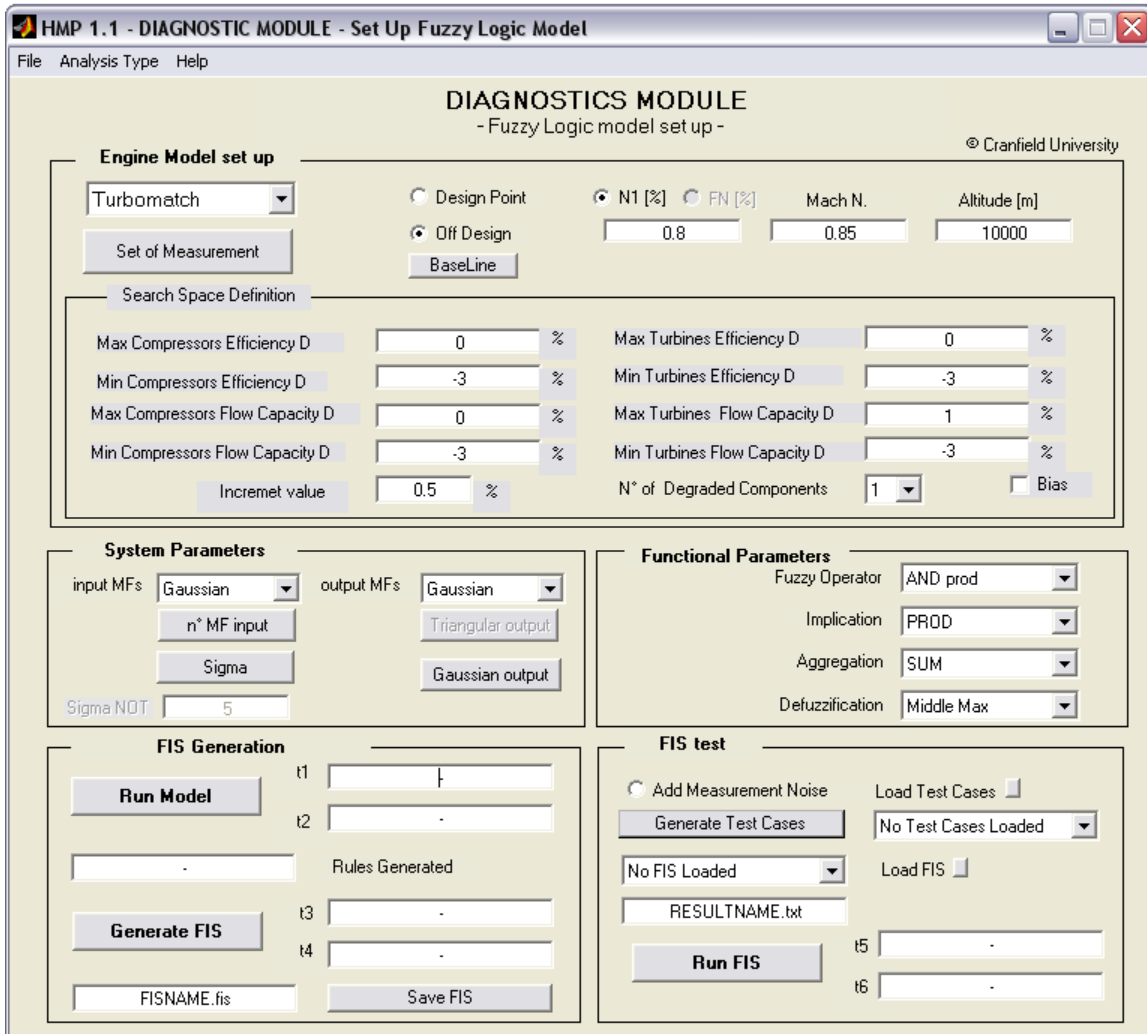 HMP 1.1 - DIAGNOSTIC MODULE - Set Up Fuzzy Logic Model
File Analysis Type Help
DIAGNOSTICS MODULE
- Fuzzy Logic model set up -
© Cranfield University
Engine Model set up
Turbomatch
Design Point
N1 [%] FN [%]
Mach N.
Altitude [m]
Set of Measurement
Off Design
0.8
0.85
10000
BaseLine
Search Space Definition
Max Compressors Efficiency D 0 %
Max Turbines Efficiency D 0 %
Min Compressors Efficiency D -3 %
Min Turbines Efficiency D -3 %
Max Compressors Flow Capacity D 0 %
Max Turbines Flow Capacity D 1 %
Min Compressors Flow Capacity D -3 %
Min Turbines Flow Capacity D -3 %
Incremet value 0.5 %
N° of Degraded Components 1
Bias
System Parameters
input MFs Gaussian
output MFs Gaussian
n° MF input
Triangular output
Sigma
Gaussian output
Sigma NOT 5
Functional Parameters
Fuzzy Operator AND prod
Implication PROD
Aggregation SUM
Defuzzification Middle Max
FIS Generation
Run Model
t1 -
t2 -
- Rules Generated
Generate FIS
t3 -
t4 -
FISNAME.fis
Save FIS
FIS test
Add Measurement Noise
Load Test Cases
Generate Test Cases
No Test Cases Loaded
No FIS Loaded
Load FIS
RESULTNAME.txt
Run FIS
t5 -
t6 -